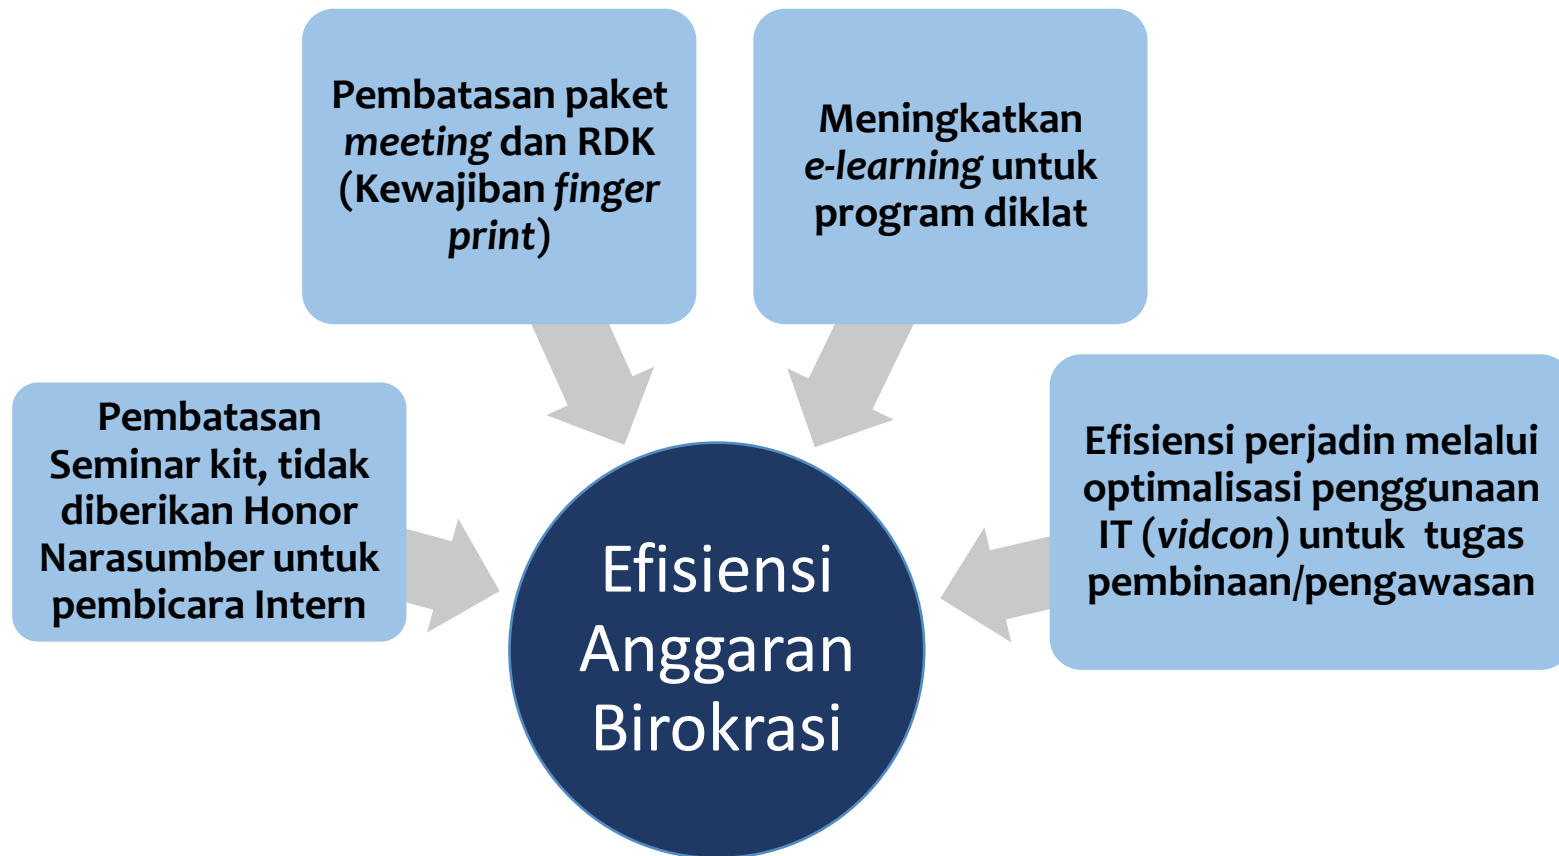 Pembatasan paket
meeting dan RDK
(Kewajiban finger
print)
Meningkatkan
e-learning untuk
program diklat
Pembatasan
Seminar kit, tidak
diberikan Honor
Narasumber untuk
pembicara Intern
Efisiensi perjadin melalui
optimalisasi penggunaan
IT (vidcon) untuk tugas
pembinaan/pengawasan
Efisiensi
Anggaran
Birokrasi